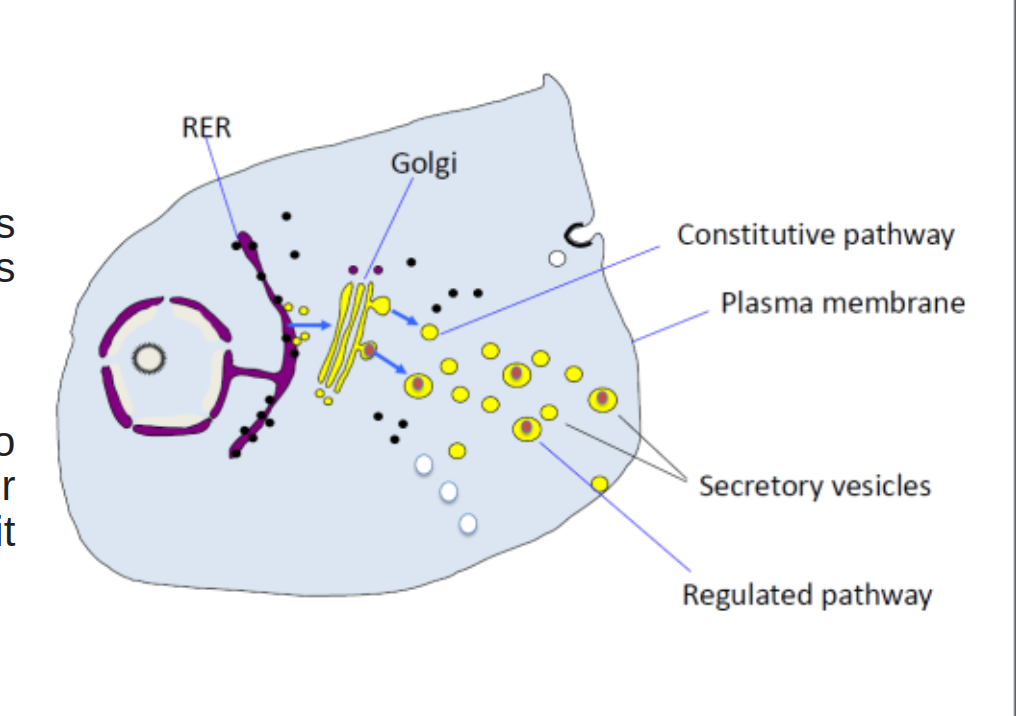 RER
Golgi
s
s
Constitutive pathway
Plasma membrane
o
r
it
Secretory vesicles
Regulated pathway